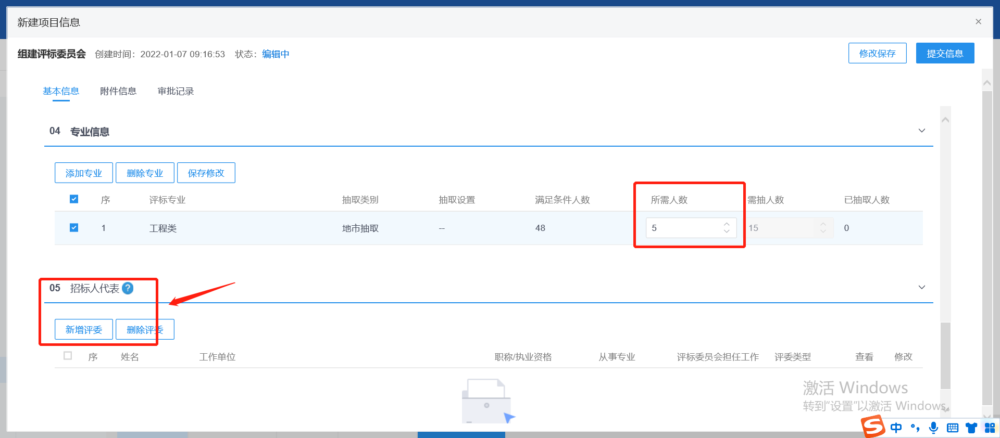 新建项目信息
组建评标委员会 创建时间：2022-01-07 09:16:53 状态：编辑中 修改保存 提交信息
基本信息 附件信息 审批记录
04 专业信息
添加专业 删除专业 保存修改
序 评标专业 抽取类别 抽取设置 满足条件人数 所需人数 需抽人数 已抽取人数
1 工程类 地市抽取 -- 48 5 15 0
05 招标人代表 ?
新增评委 删除评委
序 姓名 工作单位 职称/执业资格 从事专业 评标委员会担任工作 评委类型 查看 修改
激活 Windows
转到“设置”以激活 Windows。
S 中